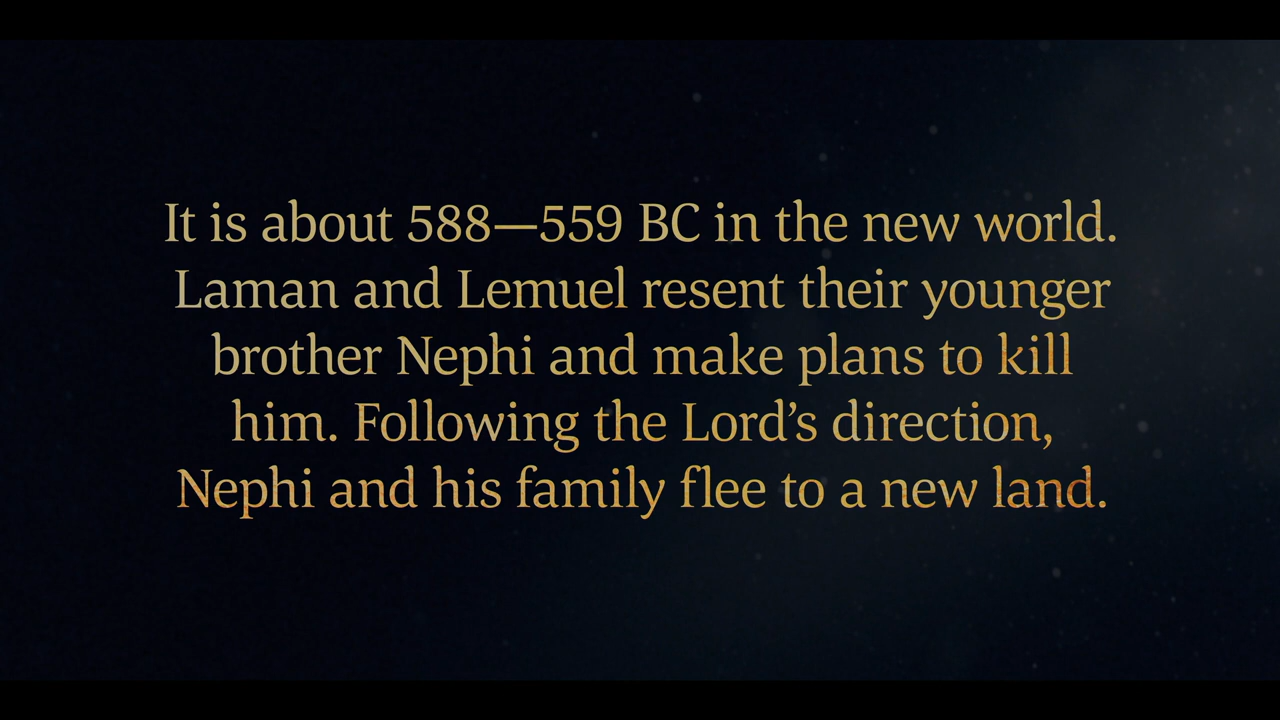 It is about 588—559 BC in the new world.
Laman and Lemuel resent their younger
brother Nephi and make plans to kill
him. Following the Lord’s direction,
Nephi and his family flee to a new land.